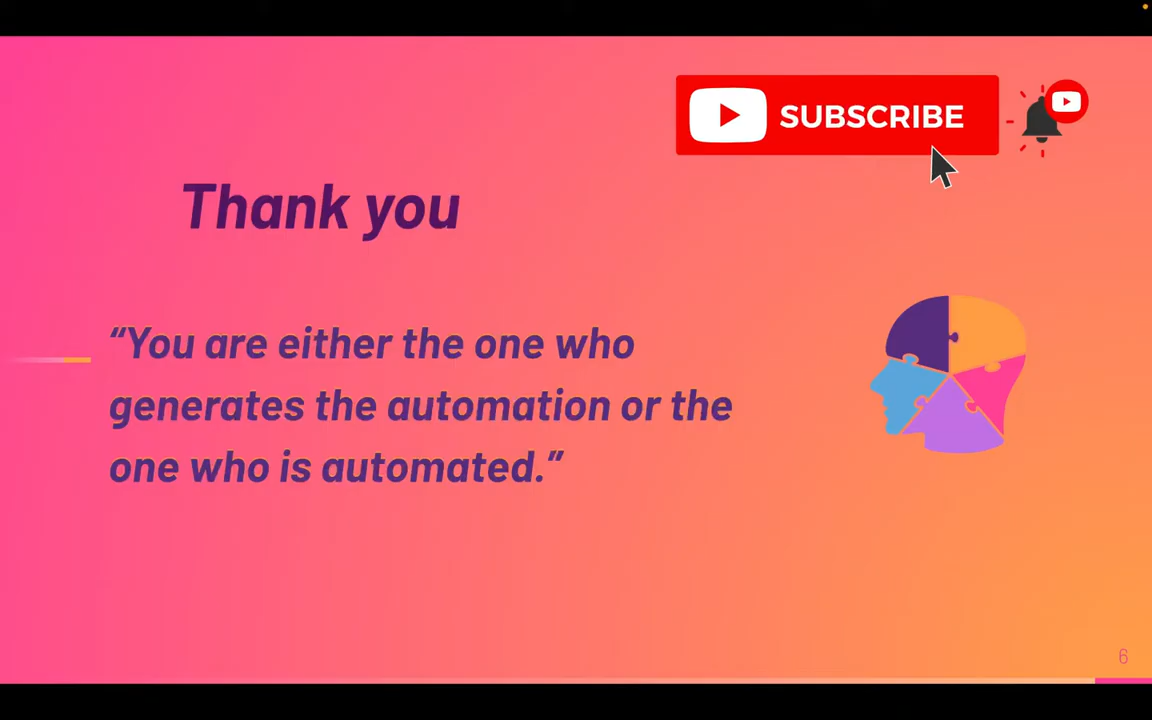 SUBSCRIBE
Thank you
“You are either the one who
generates the automation or the
one who is automated.”
6